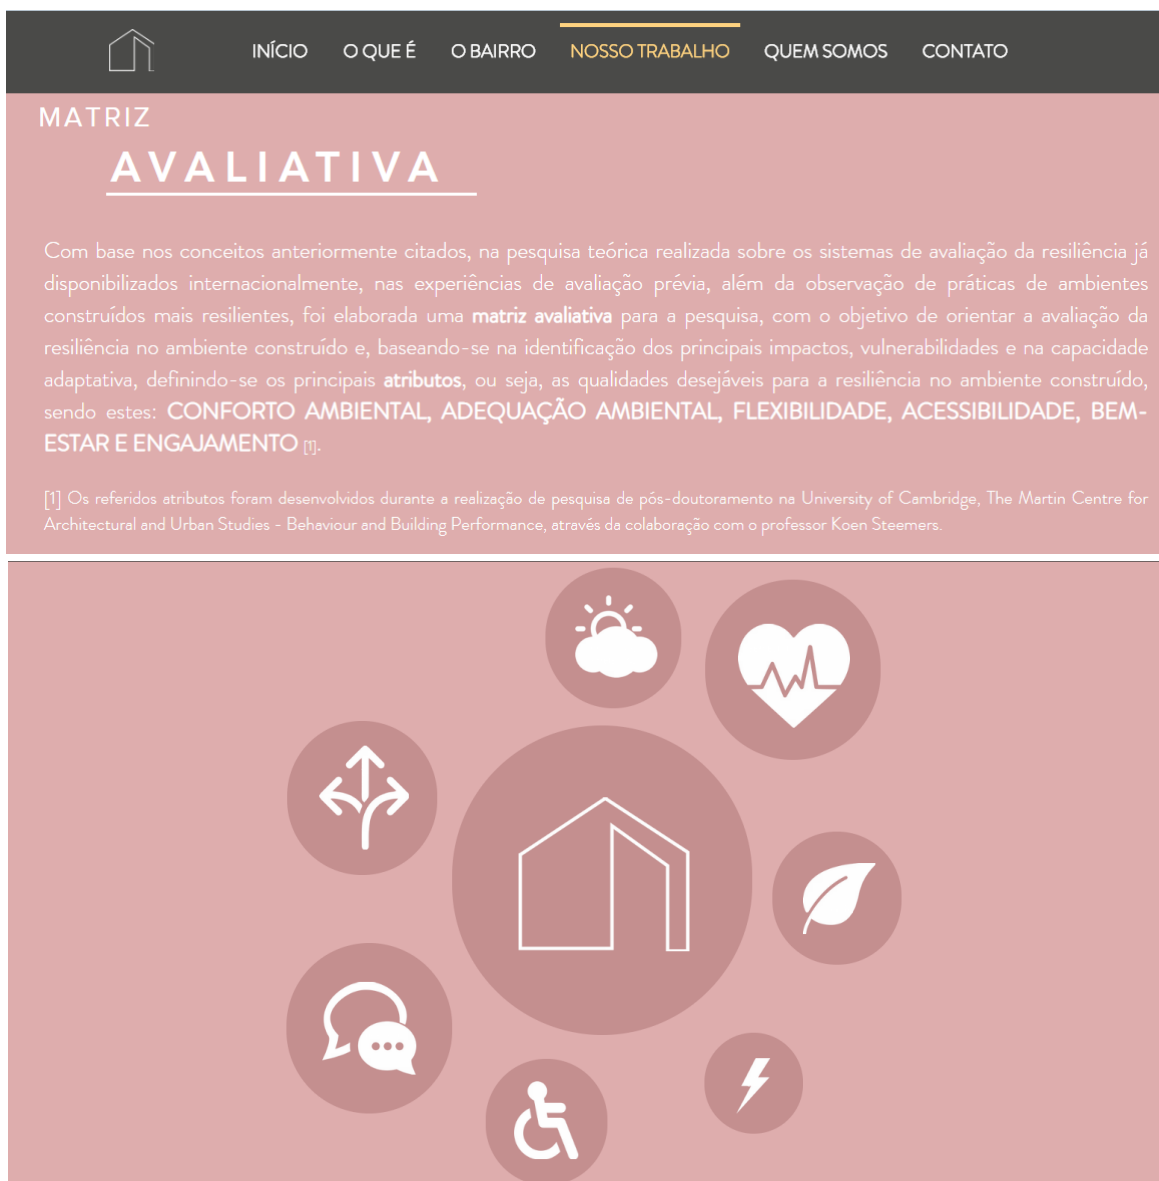 INÍCIO O QUE É O BAIRRO NOSSO TRABALHO QUEM SOMOS CONTATO
MATRIZ
AVALIATIVA
Com base nos conceitos anteriormente citados, na pesquisa teórica realizada sobre os sistemas de avaliação da resiliência já
disponibilizados internacionalmente, nas experiências de avaliação prévia, além da observação de práticas de ambientes
construídos mais resilientes, foi elaborada uma matriz avaliativa para a pesquisa, com o objetivo de orientar a avaliação da
resiliência no ambiente construído e, baseando-se na identificação dos principais impactos, vulnerabilidades e na capacidade
adaptativa, definindo-se os principais atributos, ou seja, as qualidades desejáveis para a resiliência no ambiente construído,
sendo estes: CONFORTO AMBIENTAL, ADEQUAÇÃO AMBIENTAL, FLEXIBILIDADE, ACESSIBILIDADE, BEM-
ESTAR E ENGAJAMENTO [1].
[1] Os referidos atributos foram desenvolvidos durante a realização de pesquisa de pós-doutoramento na University of Cambridge, The Martin Centre for
Architectural and Urban Studies - Behaviour and Building Performance, através da colaboração com o professor Koen Steemers.